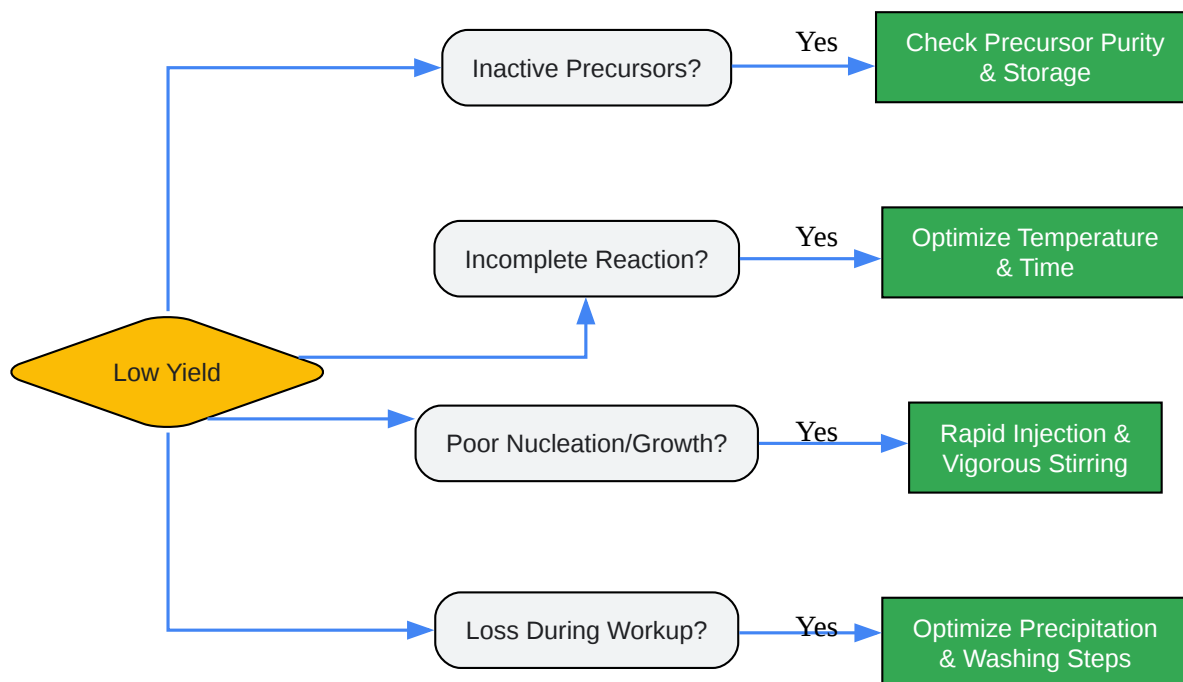 Inactive Precursors?
Yes
Check Precursor Purity
& Storage
Incomplete Reaction?
Yes
Optimize Temperature
& Time
Low Yield
Poor Nucleation/Growth?
Yes
Rapid Injection &
Vigorous Stirring
Loss During Workup?
Yes
Optimize Precipitation
& Washing Steps